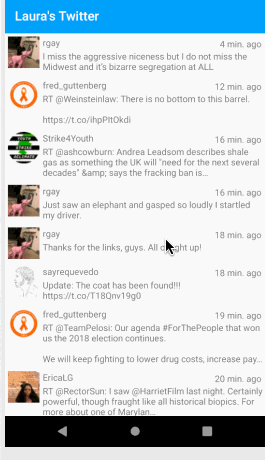 Laura's Twitter
rgay 4 min. ago
I miss the aggressive niceness but I do not miss the
Midwest and it's bizarre segregation at ALL
fred_guttenberg 12 min. ago
RT @Weinsteinlaw: There is no bottom to this barrel.
https://t.co/ihpPItOkdi
Strike4Youth 16 min. ago
RT @ashcowburn: Andrea Leadsom describes shale
gas as something the UK will "need for the next several
decades" &amp; says the fracking ban is…
rgay 16 min. ago
Just saw an elephant and gasped so loudly I startled
my driver.
rgay 18 min. ago
Thanks for the links, guys. All caught up!
sayrequevedo 18 min. ago
Update: The coat has been found!!!
https://t.co/T18Qnv19g0
fred_guttenberg 19 min. ago
RT @TeamPelosi: Our agenda #ForThePeople that won
us the 2018 election continues.
We will keep fighting to lower drug costs, increase pay…
EricaLG 20 min. ago
RT @RectorSun: I saw @HarrietFilm last night. Certainly
powerful, though fraught like all historical biopics. For
more about one of Marylan…